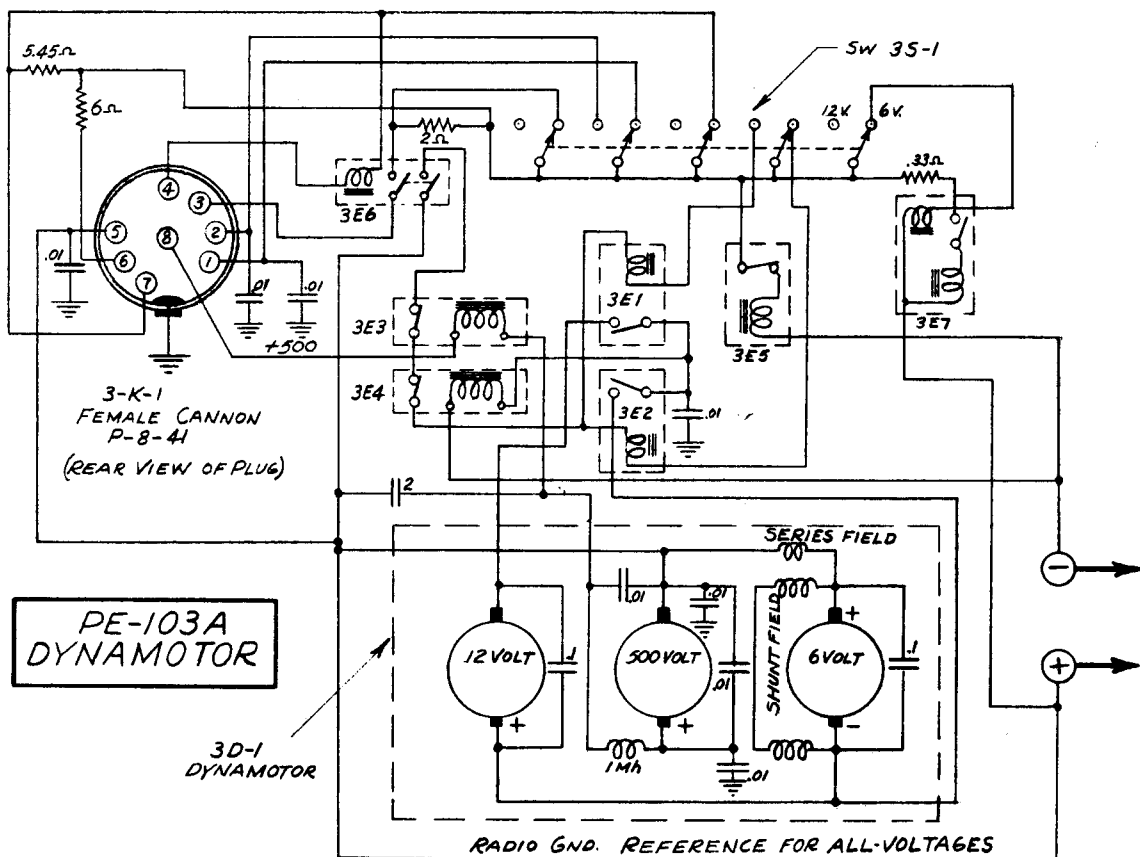 5.45Ω
6Ω
SW 3S-1
12V.
6V.
2Ω
.33Ω
4
3
5
8
2
6
1
7
3E6
.01
.01
.01
3E1
3E5
3E7
3E3
+500
3E4
3E2
.01
3-K-1
FEMALE CANNON
P-8-41
(REAR VIEW OF PLUG)
2
SERIES FIELD
.01
.01
SHUNT FIELD
+
-
PE-103A
DYNAMOTOR
12 VOLT
.1
500 VOLT
.01
6 VOLT
.1
+
+
+
-
3D-1
DYNAMOTOR
1Mh
.01
RADIO GND. REFERENCE FOR ALL-VOLTAGES